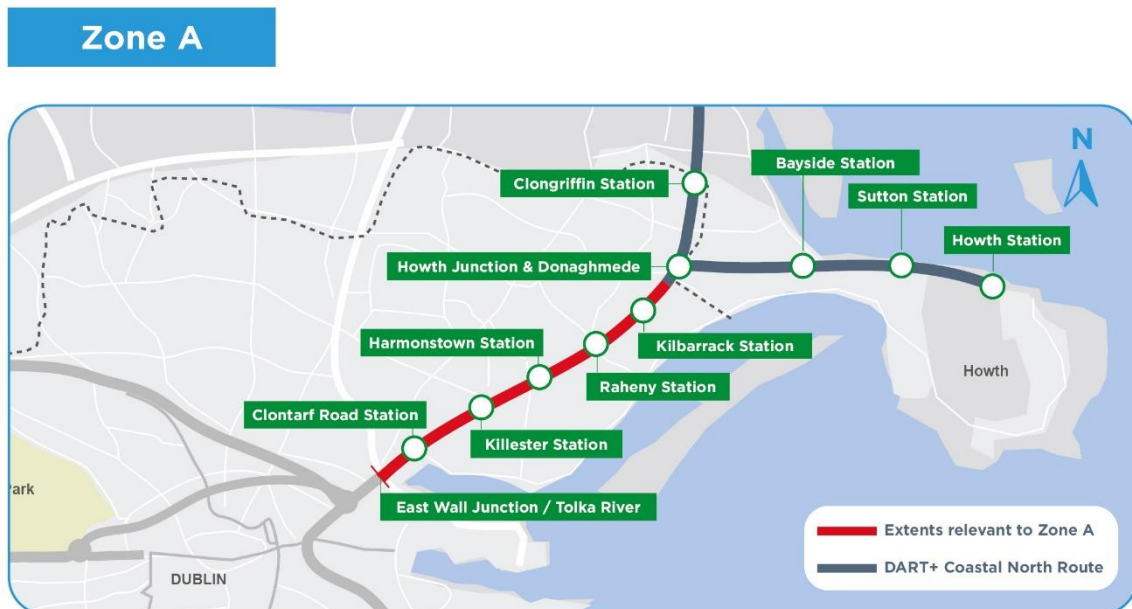 Zone A
N
Bayside Station
Clongriffin Station
Sutton Station
Howth Station
Howth Junction & Donaghmede
Harmonstown Station
Kilbarrack Station
Raheny Station
Howth
Clontarf Road Station
Killester Station
Park
East Wall Junction / Tolka River
DUBLIN
Extents relevant to Zone A
DART+ Coastal North Route